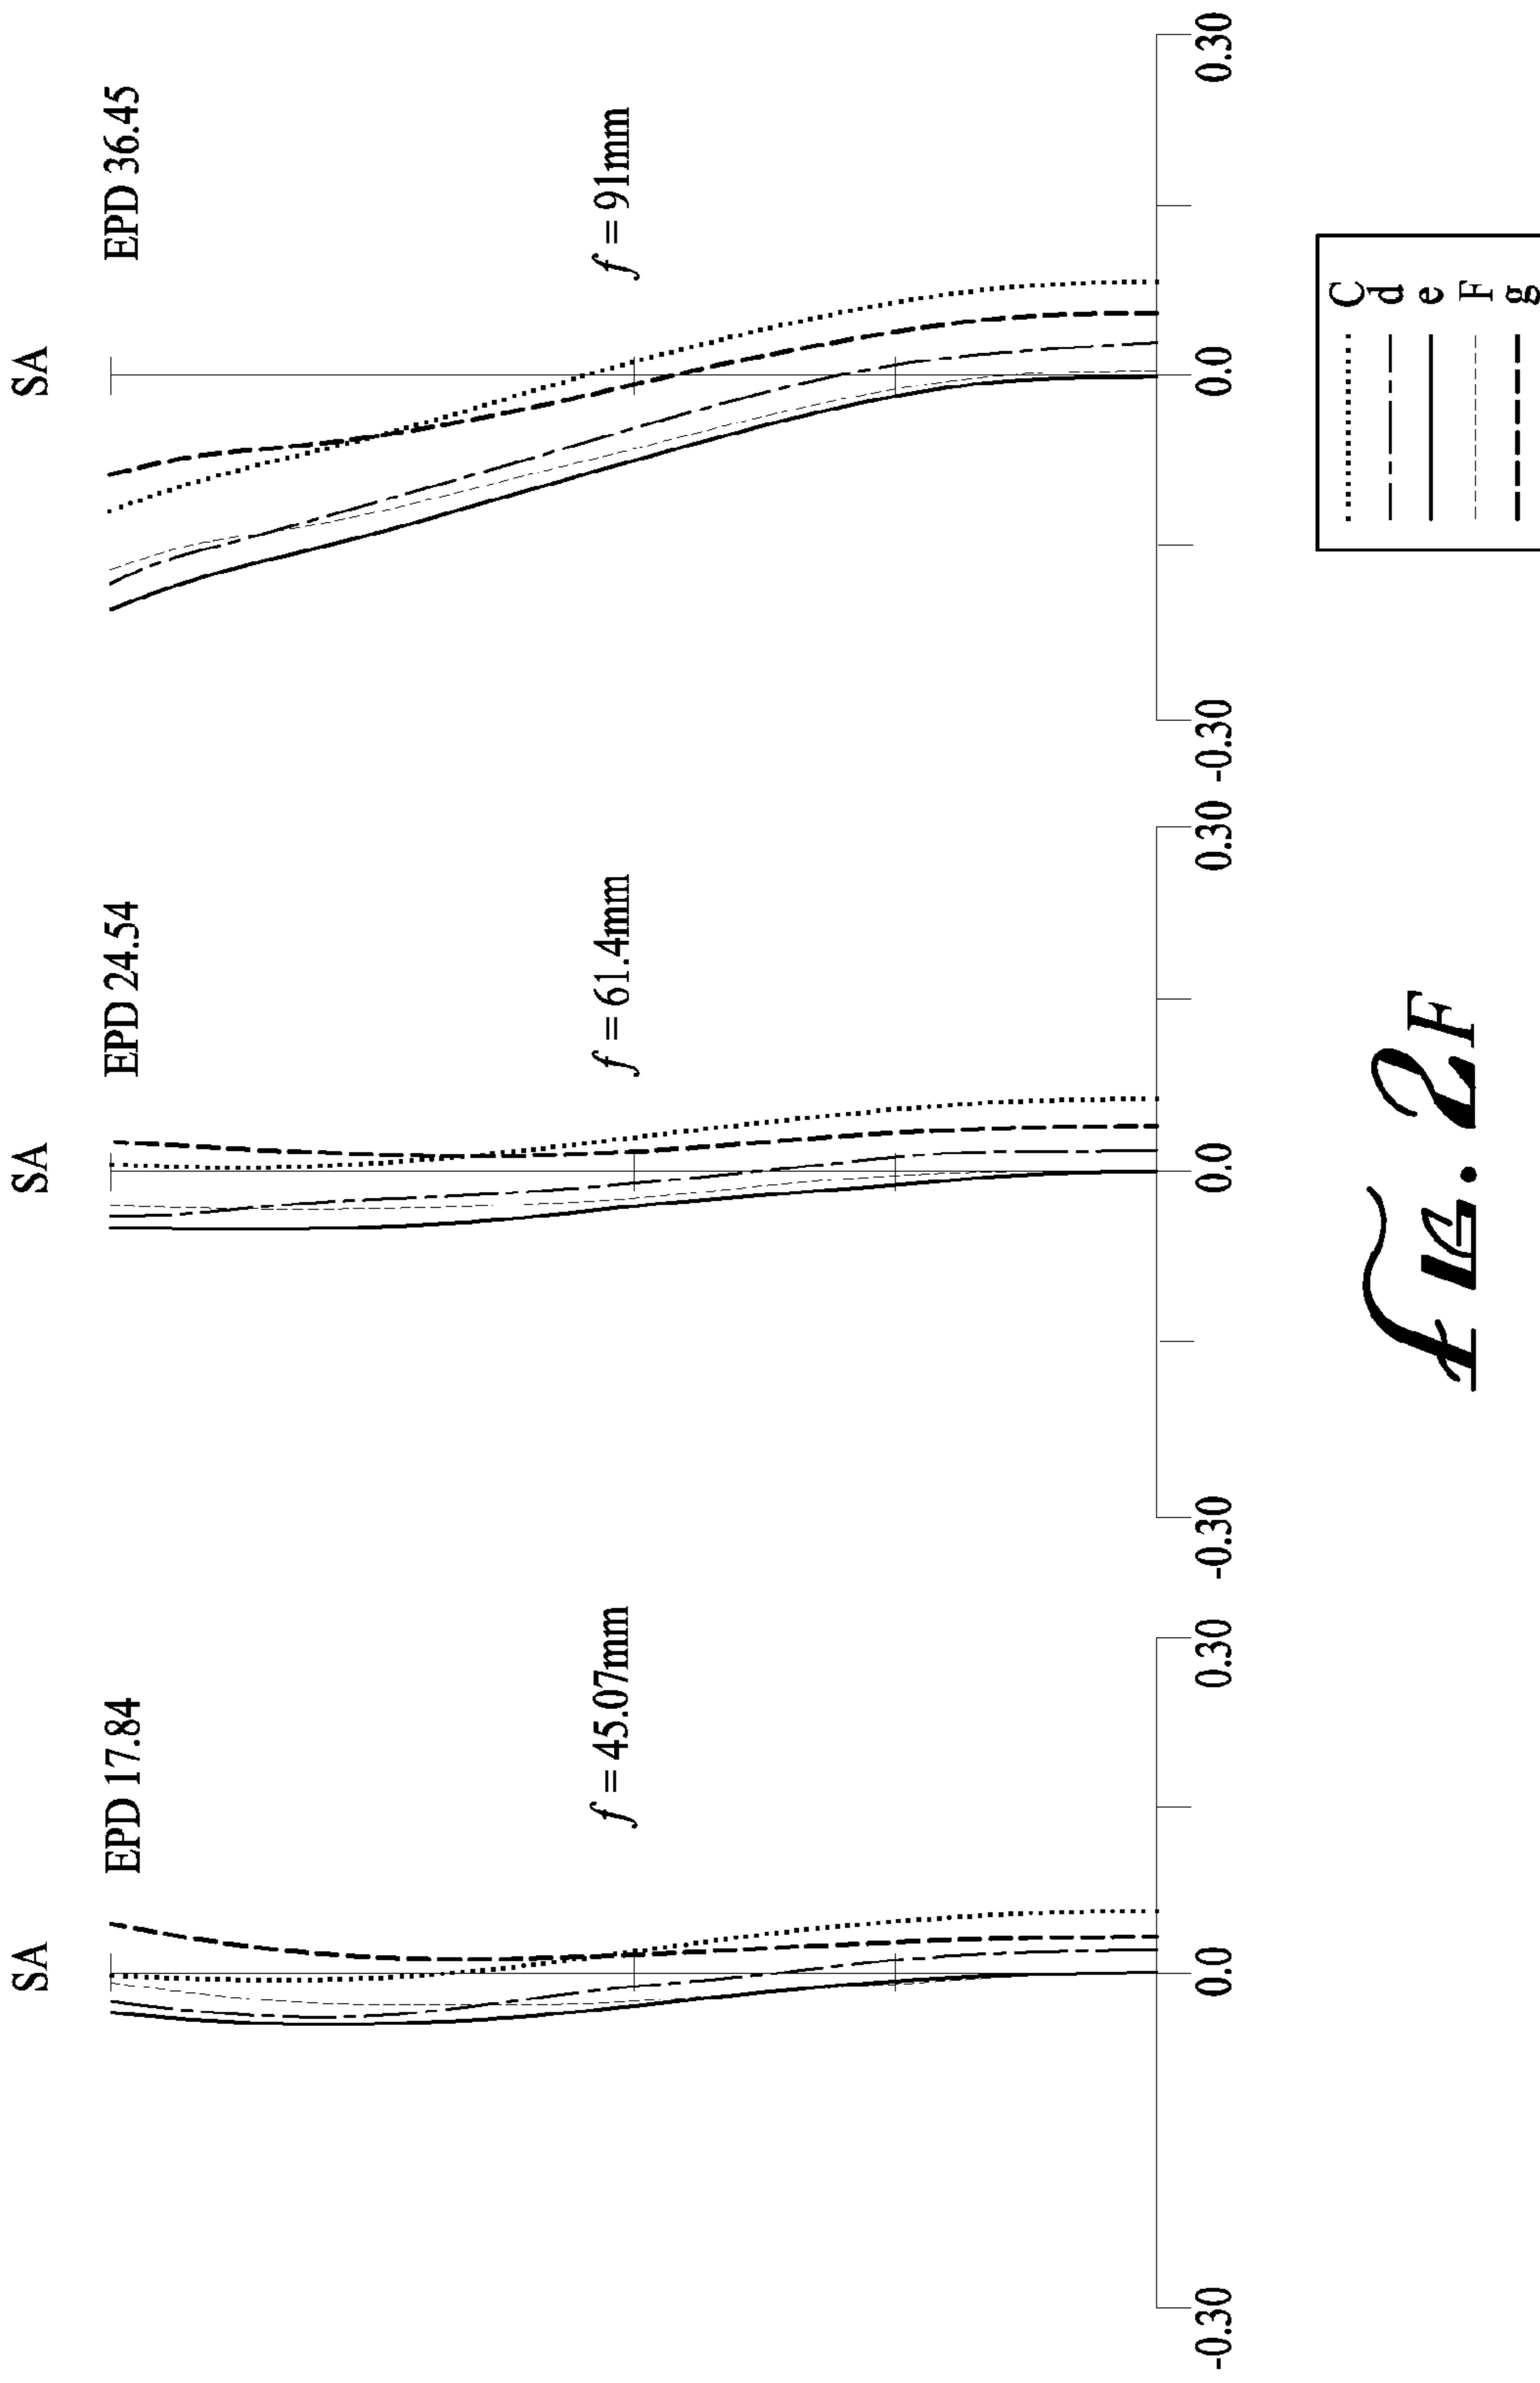 SA
EPD 17.84
f = 45.07mm
-0.30
0.0
0.30
SA
EPD 24.54
f = 61.4mm
-0.30
0.0
0.30
SA
EPD 36.45
f = 91mm
-0.30
0.0
0.30
C
d
e
F
g
FIG. 2F